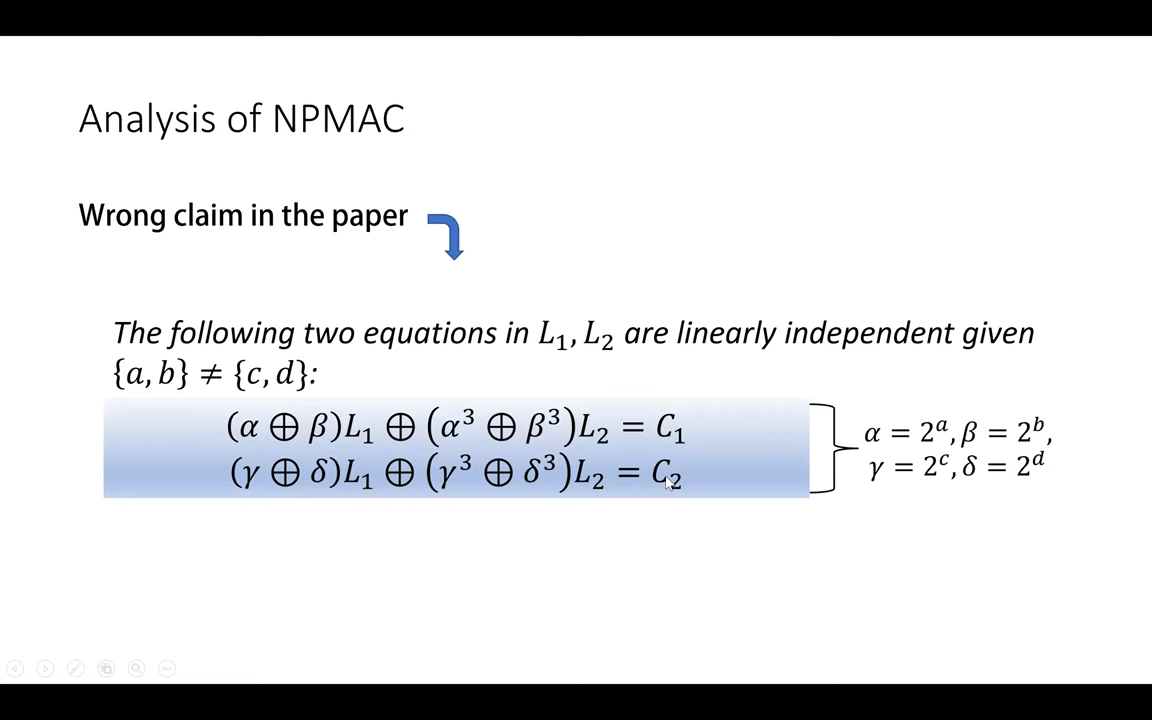 Analysis of NPMAC
Wrong claim in the paper
The following two equations in L₁, L₂ are linearly independent given
{a, b} ≠ {c, d}:
(α ⊕ β)L₁ ⊕ (α³ ⊕ β³)L₂ = C₁
(γ ⊕ δ)L₁ ⊕ (γ³ ⊕ δ³)L₂ = C₂
α = 2ᵃ, β = 2ᵇ,
γ = 2ᶜ, δ = 2ᵈ